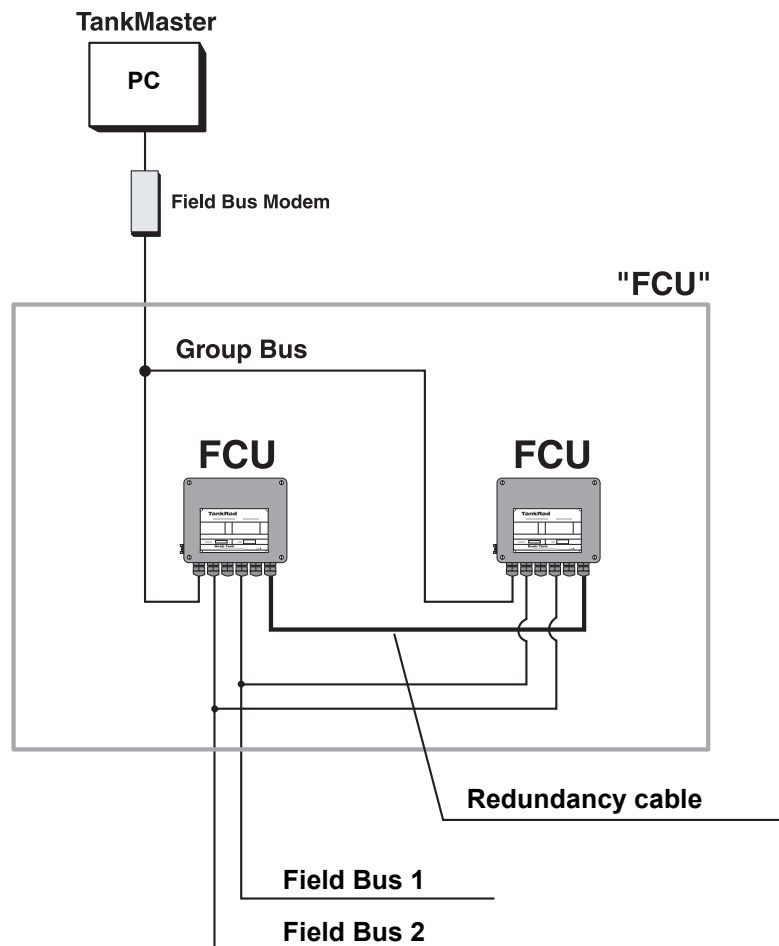 TankMaster
PC
Field Bus Modem
"FCU"
Group Bus
FCU
FCU
TankRad
TankRad
Redundancy cable
Field Bus 1
Field Bus 2